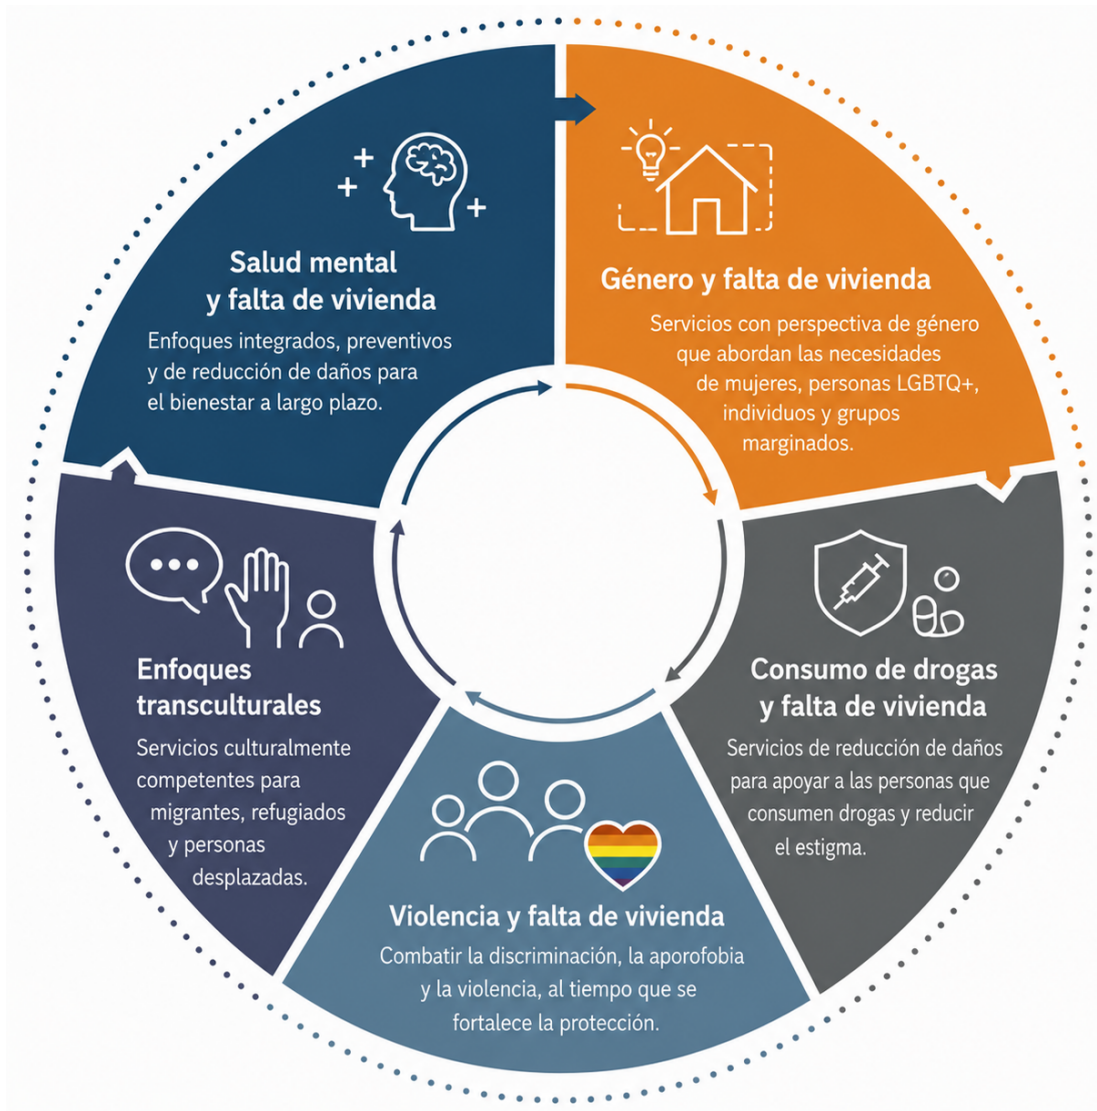 Salud mental
y falta de vivienda
Enfoques integrados, preventivos
y de reducción de daños para
el bienestar a largo plazo.
Género y falta de vivienda
Servicios con perspectiva de género
que abordan las necesidades
de mujeres, personas LGBTQ+,
individuos y grupos
marginados.
Consumo de drogas
y falta de vivienda
Servicios de reducción de daños
para apoyar a las personas que
consumen drogas y reducir
el estigma.
Violencia y falta de vivienda
Combatir la discriminación, la aporofobia
y la violencia, al tiempo que se
fortalece la protección.
Enfoques
transculturales
Servicios culturalmente
competentes para
migrantes, refugiados
y personas
desplazadas.